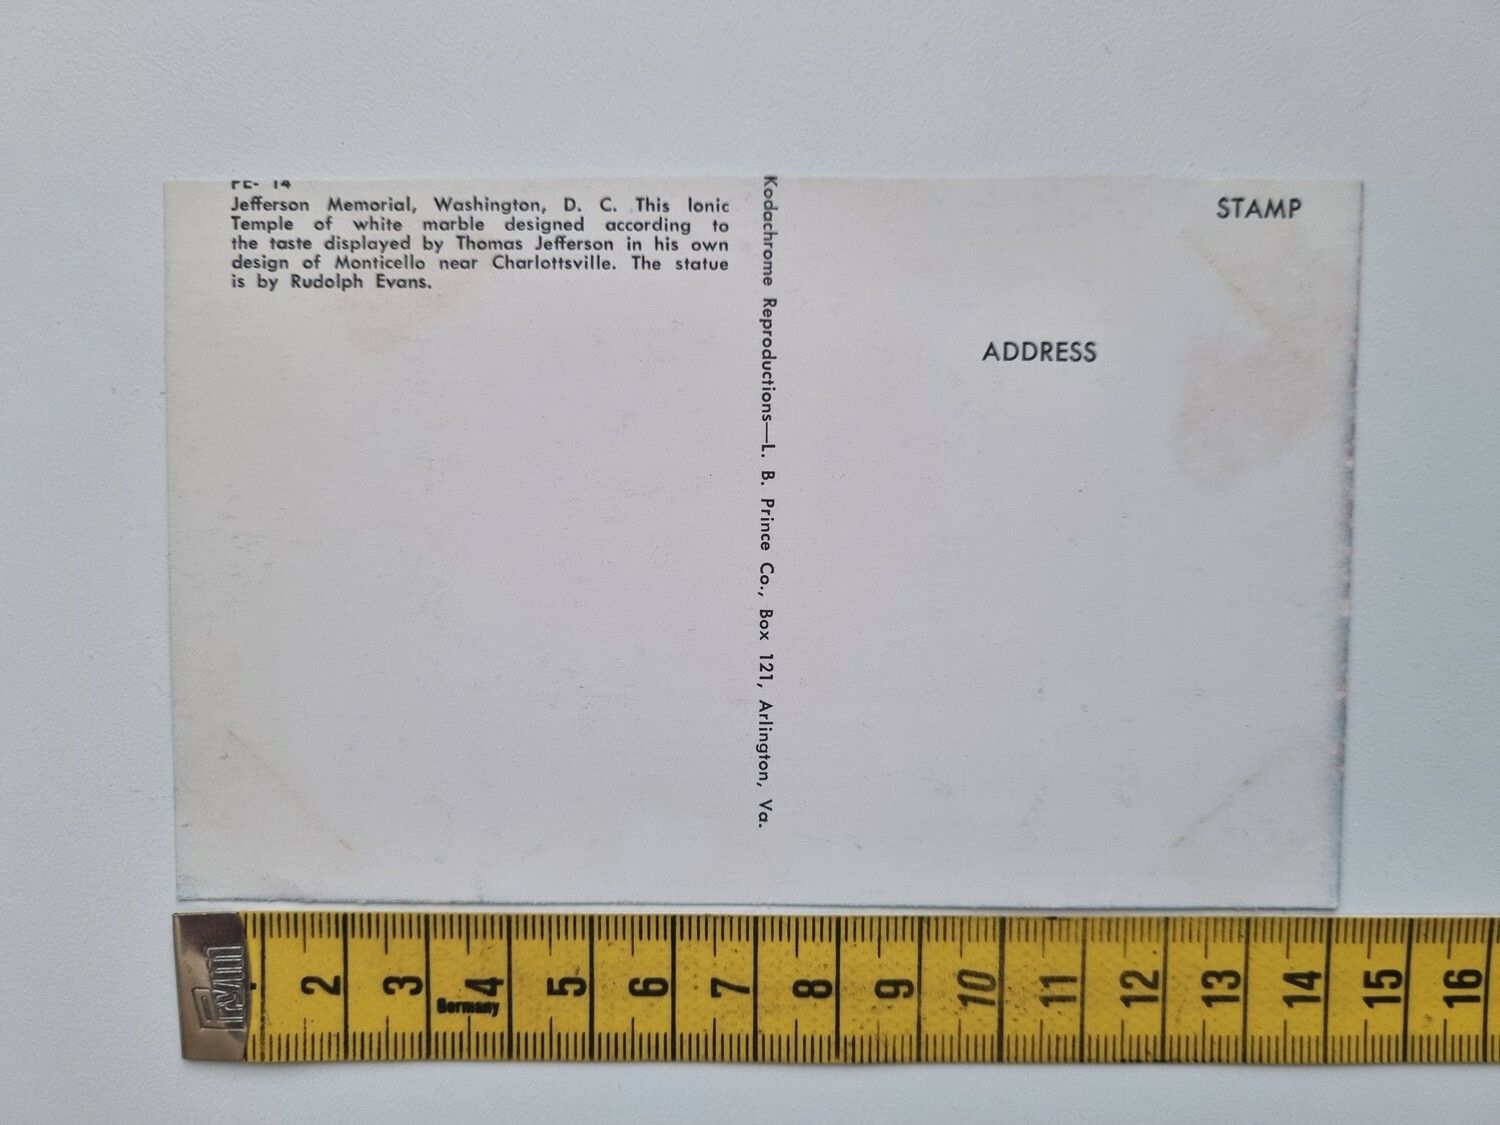 PE- 14
Jefferson Memorial, Washington, D. C. This Ionic
Temple of white marble designed according to
the taste displayed by Thomas Jefferson in his own
design of Monticello near Charlottsville. The statue
is by Rudolph Evans.
Kodachrome Reproductions—L. B. Prince Co., Box 121, Arlington, Va.
STAMP
ADDRESS
Prym
2 3 4 5 6 7 8 9 10 11 12 13 14 15 16
Germany